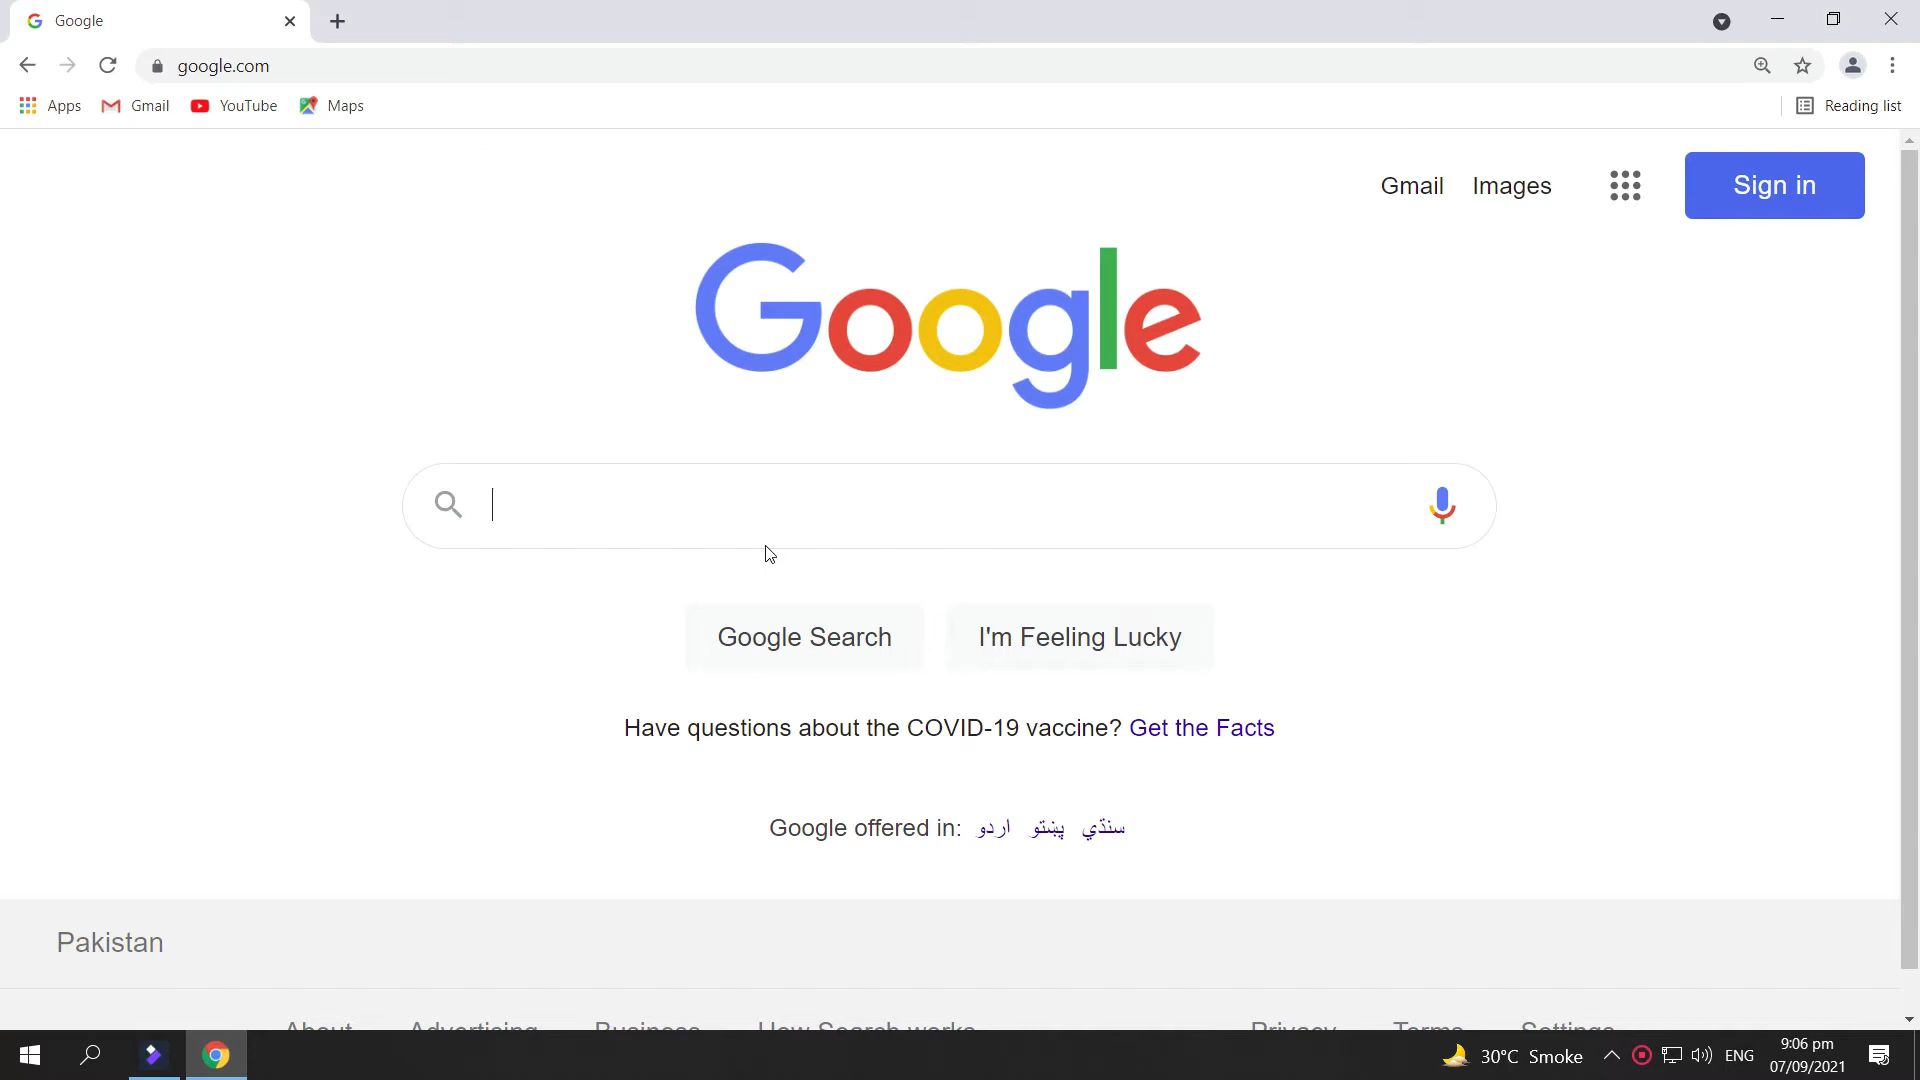 Google
google.com
Apps Gmail YouTube Maps Reading list
Gmail Images Sign in
Google
Google Search I'm Feeling Lucky
Have questions about the COVID-19 vaccine? Get the Facts
Google offered in: اردو پښتو سنڌي
Pakistan
About Advertising Business How Search works Privacy Terms Settings
30°C Smoke ENG 9:06 pm
07/09/2021